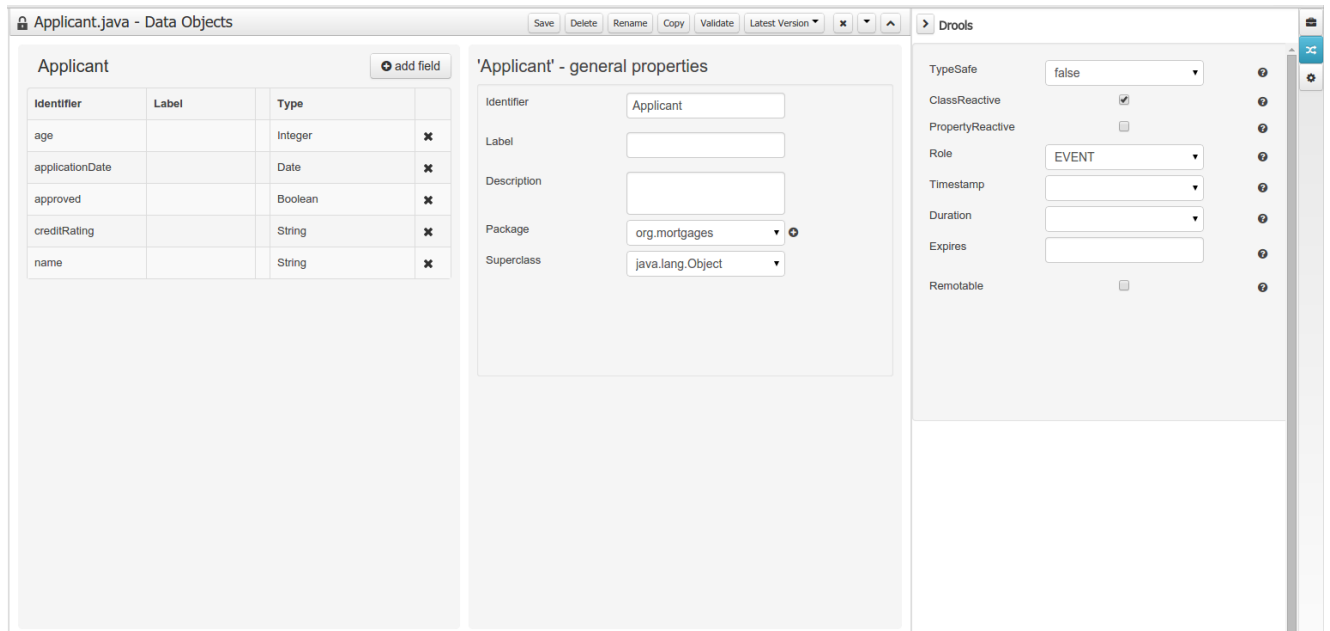 Applicant.java - Data Objects
Save Delete Rename Copy Validate Latest Version
Applicant
add field
Identifier Label Type
age Integer
applicationDate Date
approved Boolean
creditRating String
name String
'Applicant' - general properties
Identifier Applicant
Label
Description
Package org.mortgages
Superclass java.lang.Object
Drools
TypeSafe false
ClassReactive
PropertyReactive
Role EVENT
Timestamp
Duration
Expires
Remotable